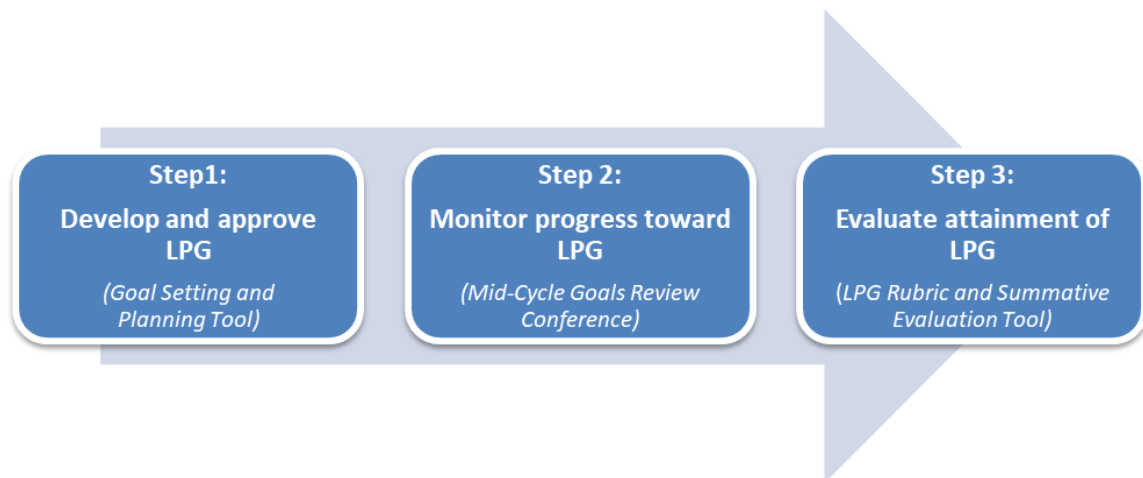 Step1:
Develop and approve
LPG
(Goal Setting and
Planning Tool)
Step 2:
Monitor progress toward
LPG
(Mid-Cycle Goals Review
Conference)
Step 3:
Evaluate attainment of
LPG
(LPG Rubric and Summative
Evaluation Tool)